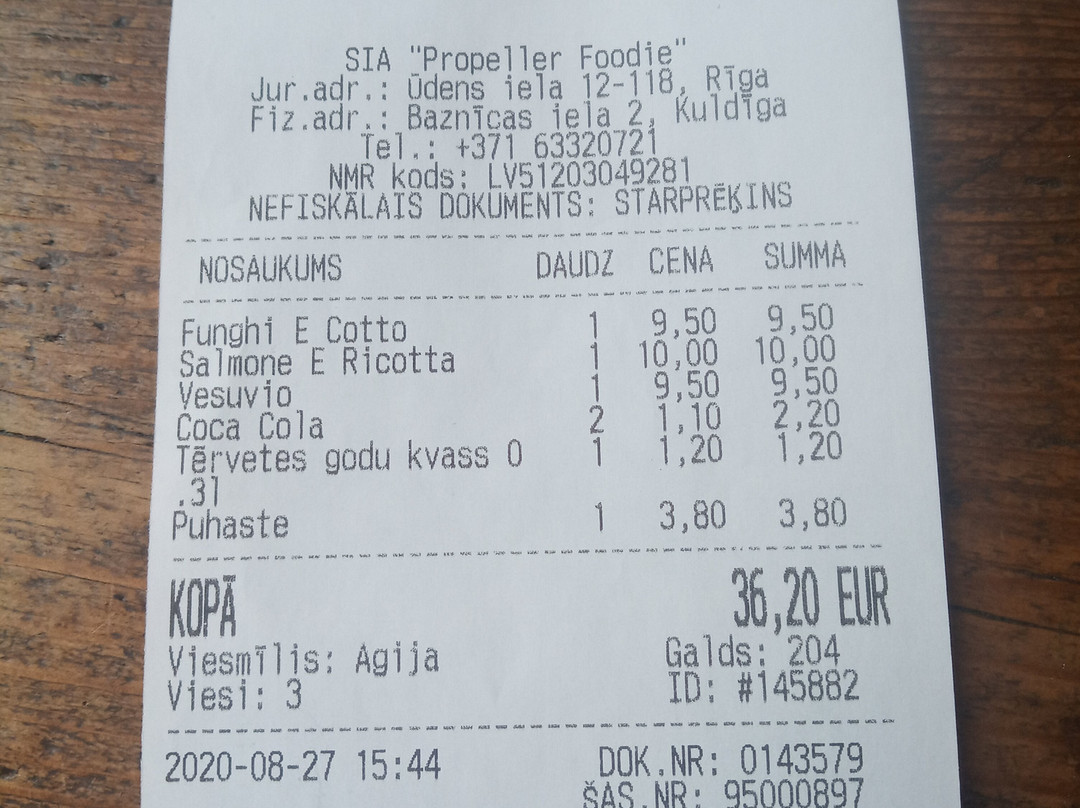 SIA "Propeller Foodie"
Jur.adr.: Ūdens iela 12-118, Rīga
Fiz.adr.: Baznīcas iela 2, Kuldīga
Tel.: +371 63320721
NMR kods: LV51203049281
NEFISKĀLAIS DOKUMENTS: STARPRĒĶINS
NOSAUKUMS DAUDZ CENA SUMMA
Funghi E Cotto 1 9,50 9,50
Salmone E Ricotta 1 10,00 10,00
Vesuvio 1 9,50 9,50
Coca Cola 2 1,10 2,20
Tērvetes godu kvass 0 1 1,20 1,20
.3l
Puhaste 1 3,80 3,80
KOPĀ 36,20 EUR
Viesmīlis: Agija Galds: 204
Viesi: 3 ID: #145882
2020-08-27 15:44 DOK.NR: 0143579
ŠAS.NR: 95000897